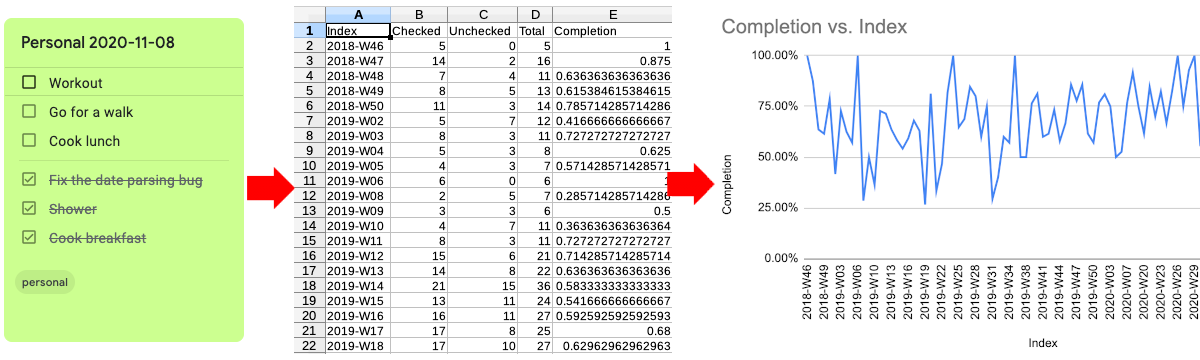 Personal 2020-11-08
Workout
Go for a walk
Cook lunch
Fix the date parsing bug
Shower
Cook breakfast
personal
A B C D E
1 Index Checked Unchecked Total Completion
2 2018-W46 5 0 5 1
3 2018-W47 14 2 16 0.875
4 2018-W48 7 4 11 0.636363636363636
5 2018-W49 8 5 13 0.615384615384615
6 2018-W50 11 3 14 0.785714285714286
7 2019-W02 5 7 12 0.416666666666667
8 2019-W03 8 3 11 0.727272727272727
9 2019-W04 5 3 8 0.625
10 2019-W05 4 3 7 0.571428571428571
11 2019-W06 6 0 6
12 2019-W08 2 5 7 0.285714285714286
13 2019-W09 3 3 6 0.5
14 2019-W10 4 7 11 0.363636363636364
15 2019-W11 8 3 11 0.727272727272727
16 2019-W12 15 6 21 0.714285714285714
17 2019-W13 14 8 22 0.636363636363636
18 2019-W14 21 15 36 0.583333333333333
19 2019-W15 13 11 24 0.541666666666667
20 2019-W16 16 11 27 0.592592592592593
21 2019-W17 17 8 25 0.68
22 2019-W18 17 10 27 0.62962962962963
Completion vs. Index
100.00%
75.00%
50.00%
25.00%
0.00%
Completion
2018-W46
2018-W49
2019-W03
2019-W06
2019-W10
2019-W13
2019-W16
2019-W19
2019-W22
2019-W25
2019-W28
2019-W31
2019-W34
2019-W38
2019-W41
2019-W44
2019-W47
2019-W50
2020-W03
2020-W07
2020-W20
2020-W23
2020-W26
2020-W29
Index